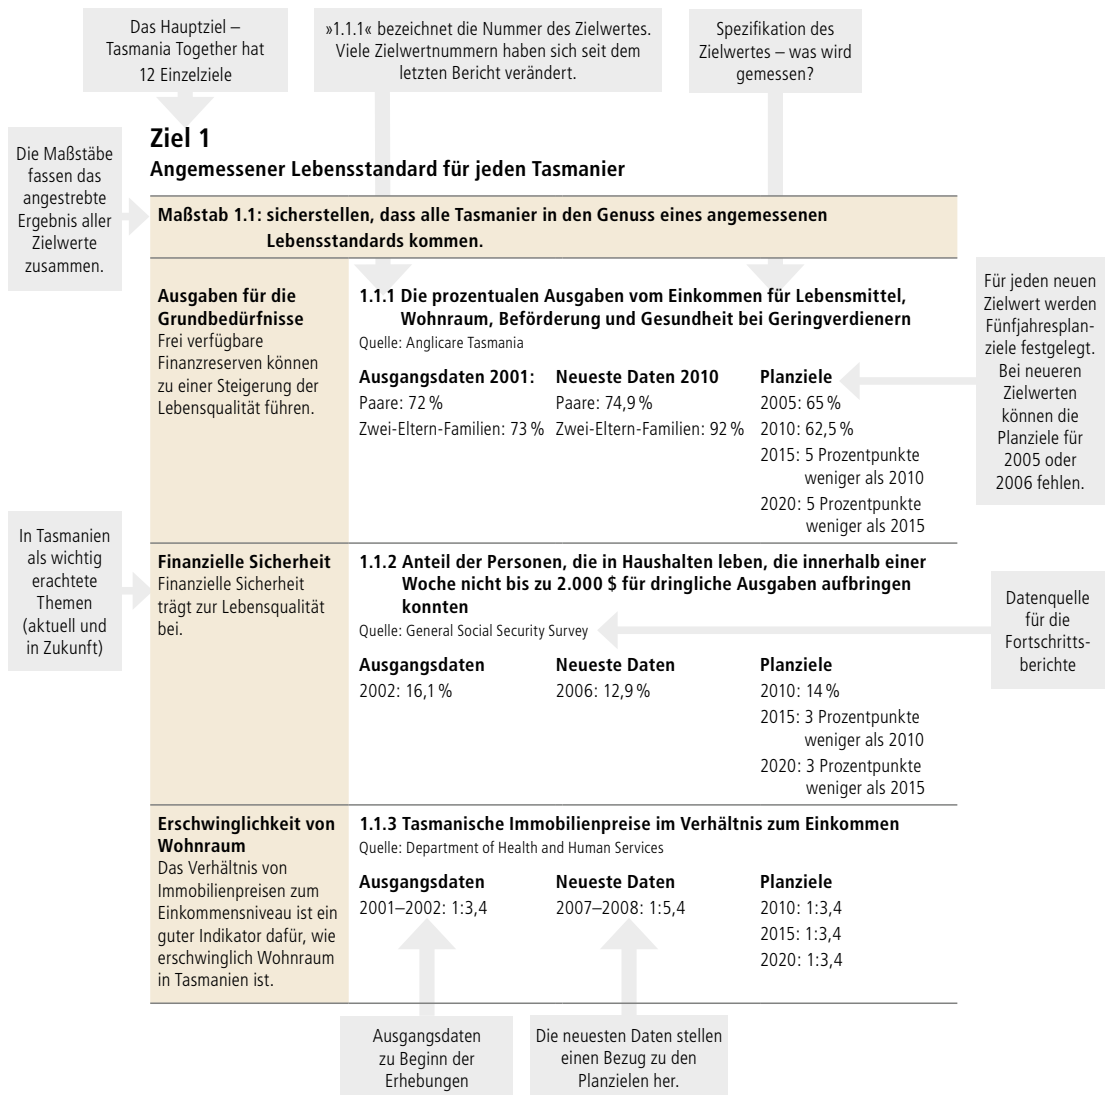 Das Hauptziel –
Tasmania Together hat
12 Einzelziele
»1.1.1« bezeichnet die Nummer des Zielwertes.
Viele Zielwertnummern haben sich seit dem
letzten Bericht verändert.
Spezifikation des
Zielwertes – was wird
gemessen?
Ziel 1
Angemessener Lebensstandard für jeden Tasmanier
Die Maßstäbe
fassen das
angestrebte
Ergebnis aller
Zielwerte
zusammen.
Maßstab 1.1: sicherstellen, dass alle Tasmanier in den Genuss eines angemessenen
Lebensstandards kommen.
Ausgaben für die
Grundbedürfnisse
Frei verfügbare
Finanzreserven können
zu einer Steigerung der
Lebensqualität führen.
1.1.1 Die prozentualen Ausgaben vom Einkommen für Lebensmittel,
Wohnraum, Beförderung und Gesundheit bei Geringverdienern
Quelle: Anglicare Tasmania
Ausgangsdaten 2001:
Paare: 72 %
Zwei-Eltern-Familien: 73 %
Neueste Daten 2010
Paare: 74,9 %
Zwei-Eltern-Familien: 92 %
Planziele
2005: 65 %
2010: 62,5 %
2015: 5 Prozentpunkte
weniger als 2010
2020: 5 Prozentpunkte
weniger als 2015
Für jeden neuen
Zielwert werden
Fünfjahresplan-
ziele festgelegt.
Bei neueren
Zielwerten
können die
Planziele für
2005 oder
2006 fehlen.
In Tasmanien
als wichtig
erachtete
Themen
(aktuell und
in Zukunft)
Finanzielle Sicherheit
Finanzielle Sicherheit
trägt zur Lebensqualität
bei.
1.1.2 Anteil der Personen, die in Haushalten leben, die innerhalb einer
Woche nicht bis zu 2.000 $ für dringliche Ausgaben aufbringen
konnten
Quelle: General Social Security Survey
Ausgangsdaten
2002: 16,1 %
Neueste Daten
2006: 12,9 %
Planziele
2010: 14 %
2015: 3 Prozentpunkte
weniger als 2010
2020: 3 Prozentpunkte
weniger als 2015
Datenquelle
für die
Fortschritts-
berichte
Erschwinglichkeit von
Wohnraum
Das Verhältnis von
Immobilienpreisen zum
Einkommensniveau ist ein
guter Indikator dafür, wie
erschwinglich Wohnraum
in Tasmanien ist.
1.1.3 Tasmanische Immobilienpreise im Verhältnis zum Einkommen
Quelle: Department of Health and Human Services
Ausgangsdaten
2001–2002: 1:3,4
Neueste Daten
2007–2008: 1:5,4
Planziele
2010: 1:3,4
2015: 1:3,4
2020: 1:3,4
Ausgangsdaten
zu Beginn der
Erhebungen
Die neuesten Daten stellen
einen Bezug zu den
Planzielen her.